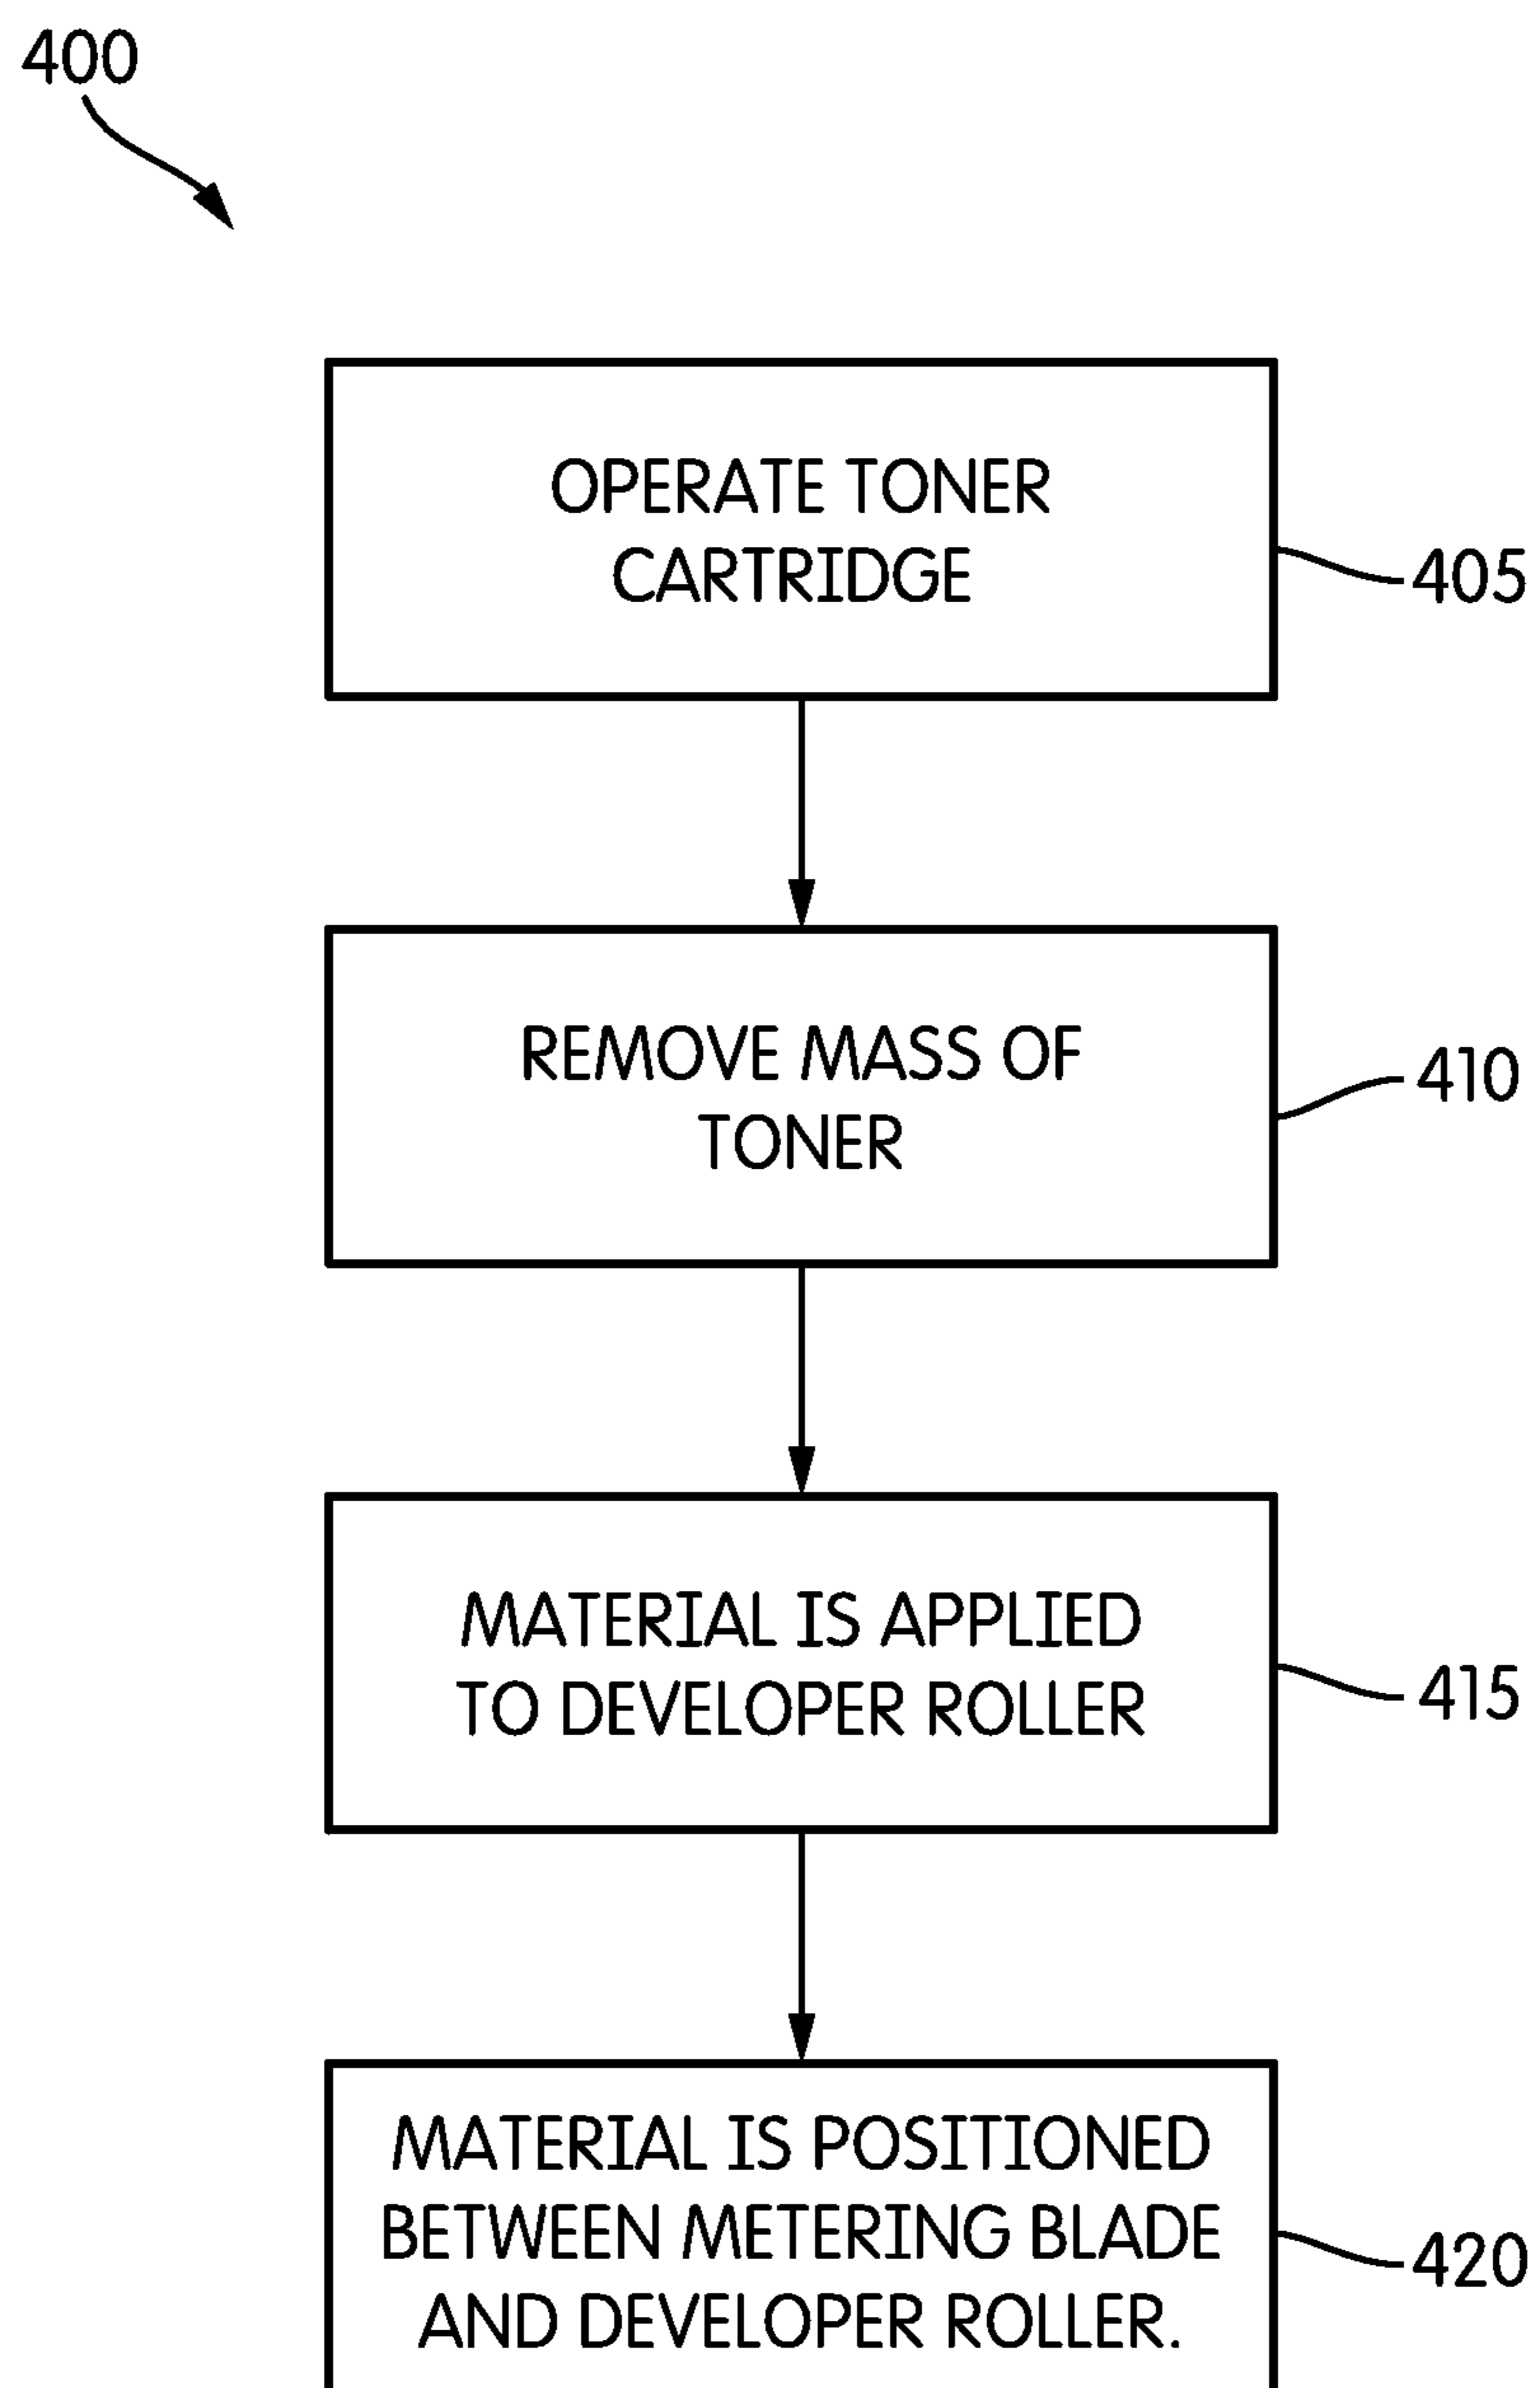 400
OPERATE TONER
CARTRIDGE
405
REMOVE MASS OF
TONER
410
MATERIAL IS APPLIED
TO DEVELOPER ROLLER
415
MATERIAL IS POSITIONED
BETWEEN METERING BLADE
AND DEVELOPER ROLLER.
420